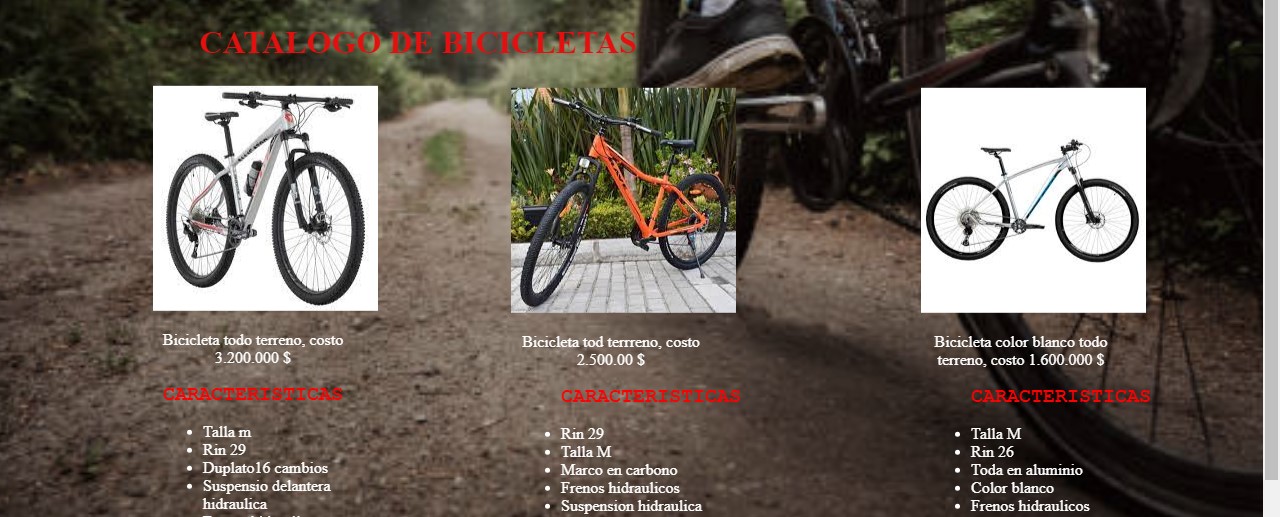 CATALOGO DE BICICLETAS
Bicicleta todo terreno, costo
3.200.000 $
CARACTERISTICAS
Talla m
Rin 29
Duplato16 cambios
Suspensio delantera
hidraulica
Bicicleta tod terrreno, costo
2.500.00 $
CARACTERISTICAS
Rin 29
Talla M
Marco en carbono
Frenos hidraulicos
Suspension hidraulica
Bicicleta color blanco todo
terreno, costo 1.600.000 $
CARACTERISTICAS
Talla M
Rin 26
Toda en aluminio
Color blanco
Frenos hidraulicos